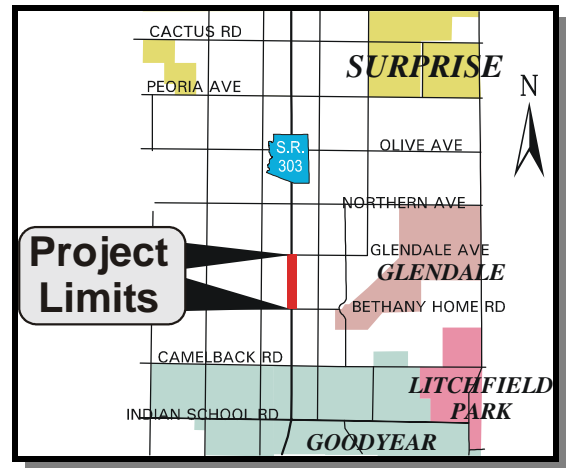 CACTUS RD
SURPRISE
PEORIA AVE
N
S.R.
303
OLIVE AVE
NORTHERN AVE
Project
Limits
GLENDALE AVE
GLENDALE
BETHANY HOME RD
CAMELBACK RD
LITCHFIELD
PARK
INDIAN SCHOOL RD
GOODYEAR